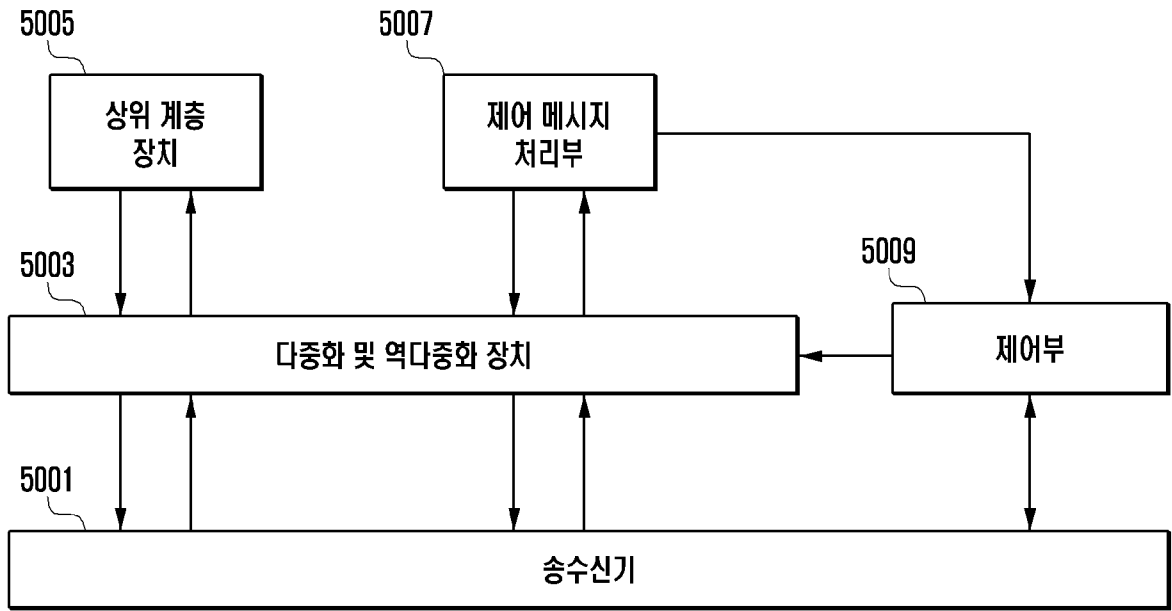 5005
5007
상위 계층
장치
제어 메시지
처리부
5003
5009
다중화 및 역다중화 장치
제어부
5001
송수신기